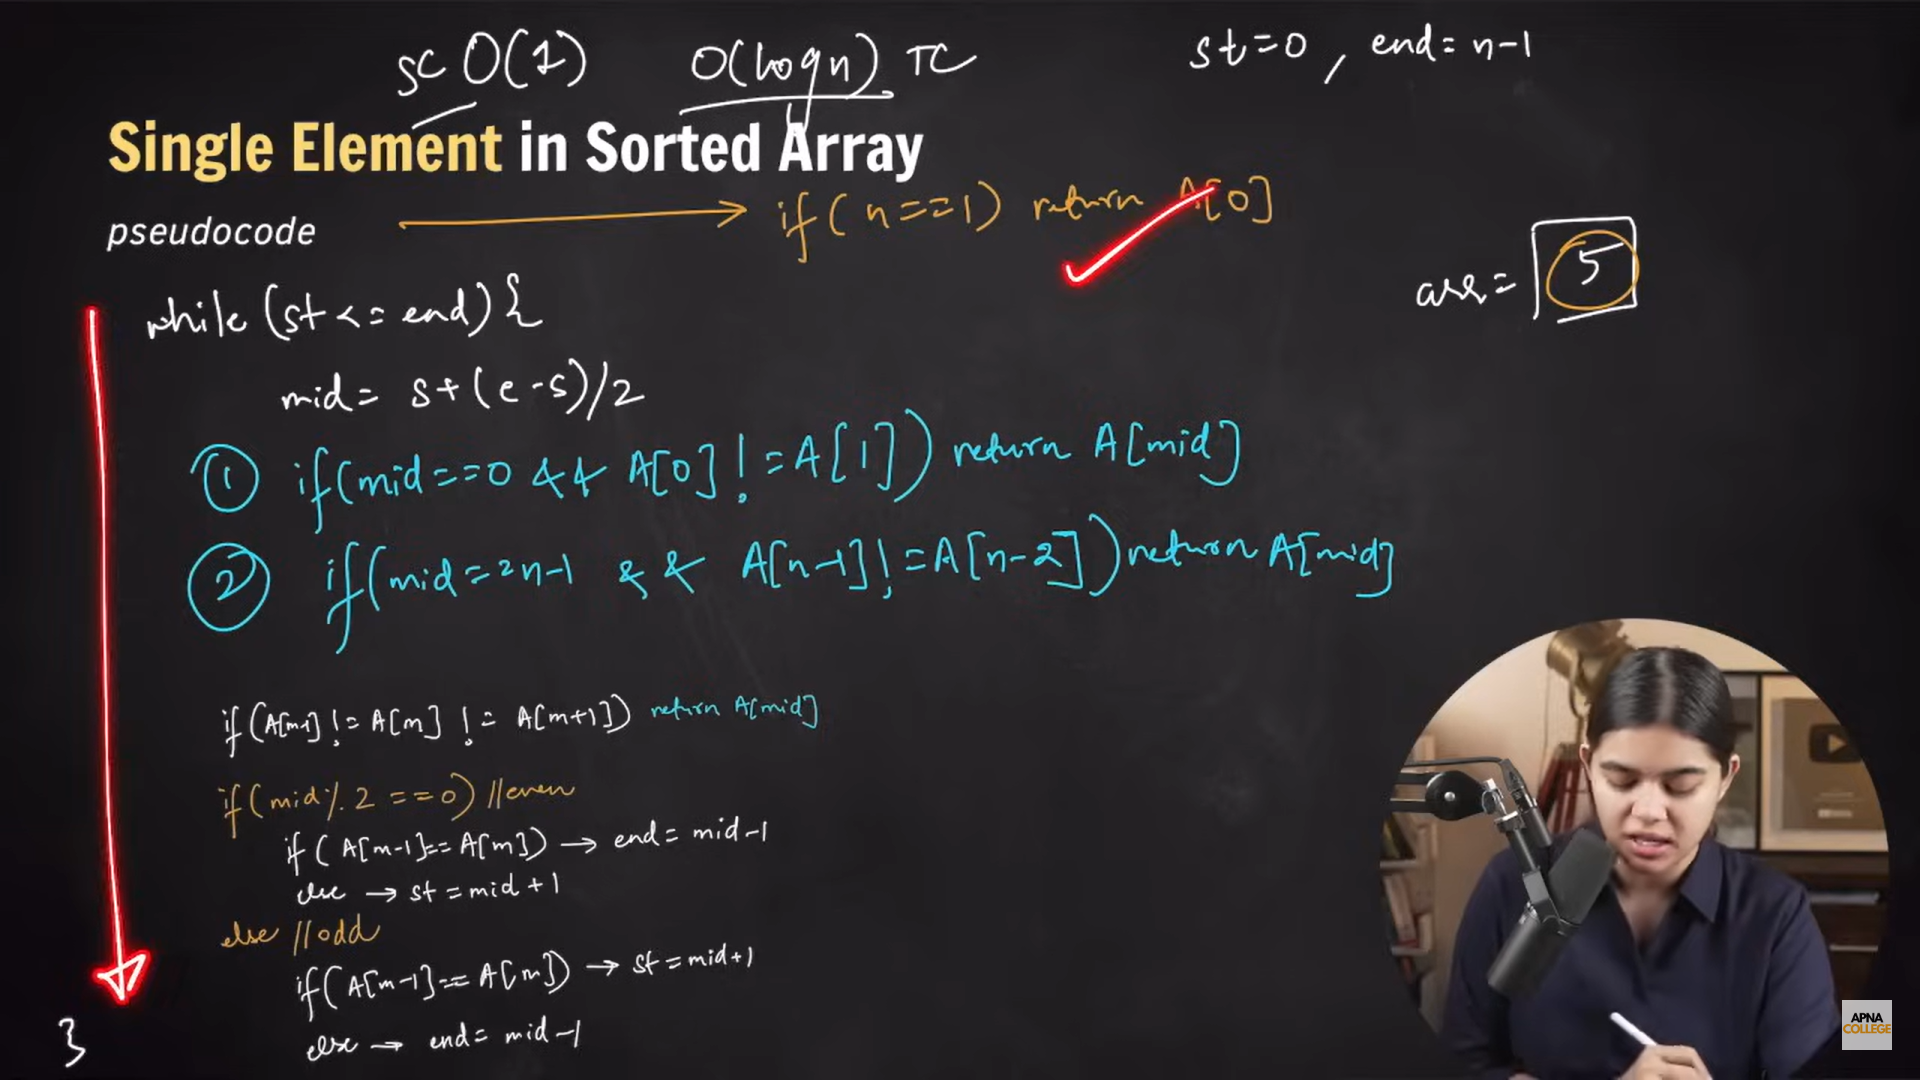 SC O(1) O(logn) TC st=0, end=n-1
Single Element in Sorted Array
pseudocode → if(n==1) return A[0]
arr= 5
while (st<=end){
mid= s+(e-s)/2
① if(mid==0 && A[0]!=A[1]) return A[mid]
② if(mid==n-1 && A[n-1]!=A[n-2]) return A[mid]
if(A[m-1] != A[m] != A[m+1]) return A[mid]
if(mid%2==0) //even
if(A[m-1]==A[m]) → end=mid-1
else → st=mid+1
else //odd
if(A[m-1]==A[m]) → st=mid+1
else → end=mid-1
}
APNA
COLLEGE